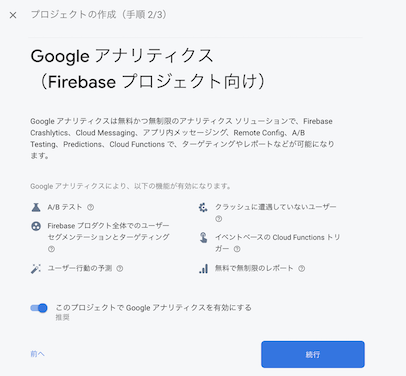 プロジェクトの作成（手順 2/3）
Google アナリティクス
（Firebase プロジェクト向け）
Google アナリティクスは無料かつ無制限のアナリティクス ソリューションで、Firebase
Crashlytics、Cloud Messaging、アプリ内メッセージング、Remote Config、A/B
Testing、Predictions、Cloud Functions で、ターゲティングやレポートなどが可能になり
ます。
Google アナリティクスにより、以下の機能が有効になります。
A/B テスト
クラッシュに遭遇していないユーザー
Firebase プロダクト全体でのユーザー
セグメンテーションとターゲティング
イベントベースの Cloud Functions トリ
ガー
ユーザー行動の予測
無料で無制限のレポート
このプロジェクトで Google アナリティクスを有効にする
推奨
前へ
続行